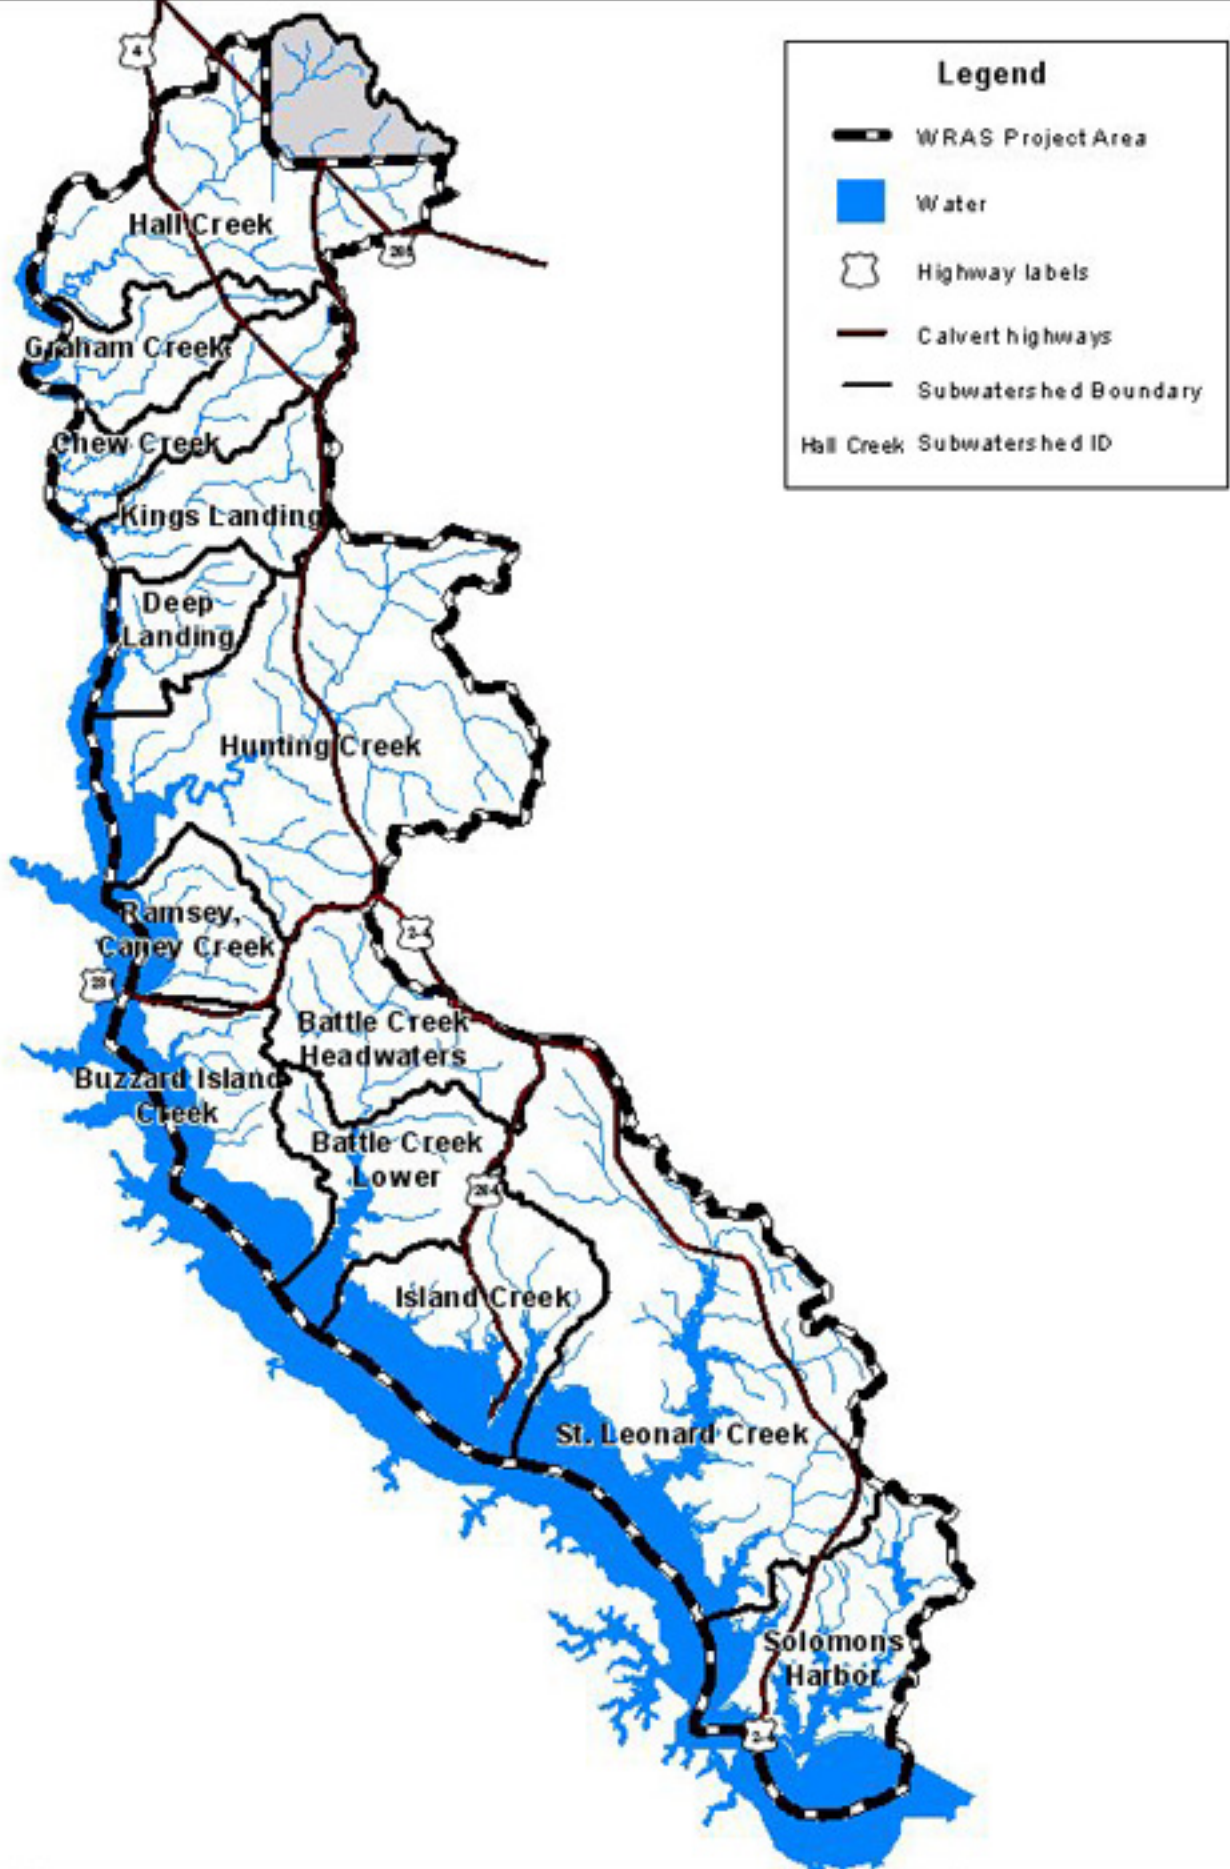 4
Legend
WRAS Project Area
Water
Highway labels
Calvert highways
Subwatershed Boundary
Hall Creek Subwatershed ID
Hall Creek
Graham Creek
Chew Creek
Kings Landing
Deep
Landing
Hunting Creek
Ramsey,
Caney Creek
2-4
23
Battle Creek
Headwaters
Buzzard Island
Creek
Battle Creek
Lower
264
Island Creek
St. Leonard Creek
Solomons
Harbor
2-4